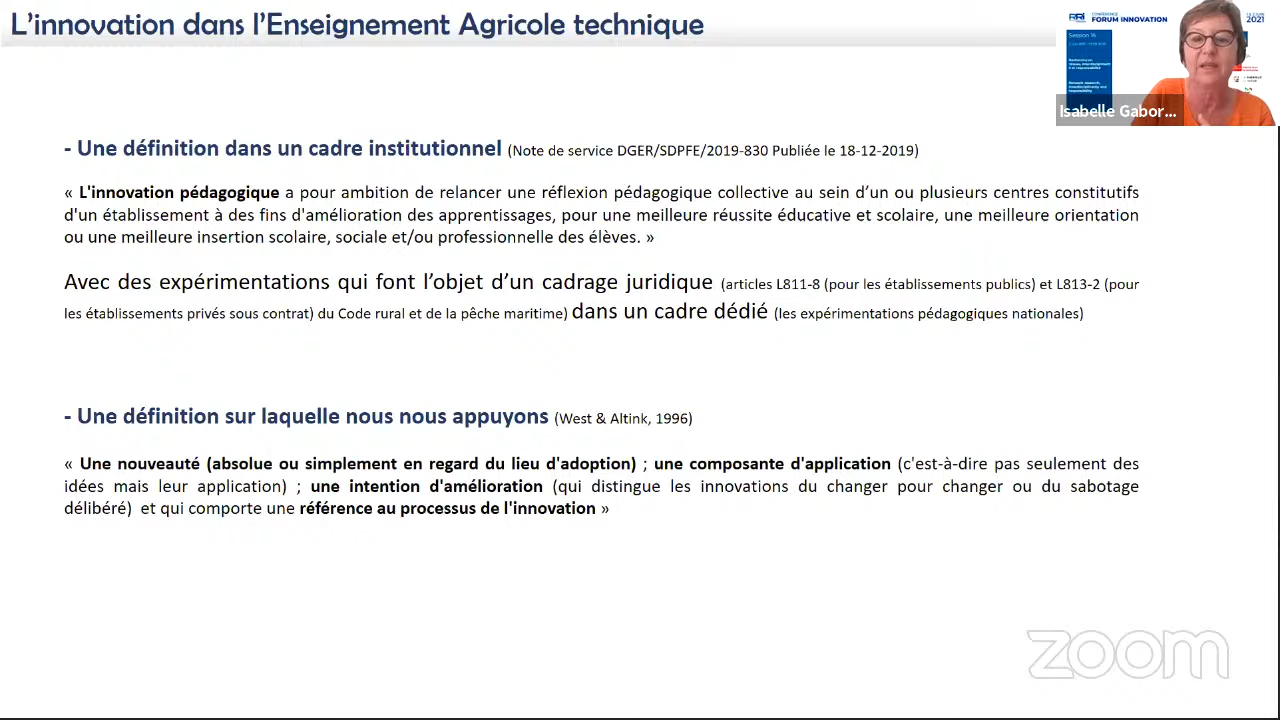 L'innovation dans l'Enseignement Agricole technique
CONFERENCE
FORUM INNOVATION
2021
Session 14
Isabelle Gabor...
- Une définition dans un cadre institutionnel (Note de service DGER/SDPFE/2019-830 Publiée le 18-12-2019)
« L'innovation pédagogique a pour ambition de relancer une réflexion pédagogique collective au sein d'un ou plusieurs centres constitutifs
d'un établissement à des fins d'amélioration des apprentissages, pour une meilleure réussite éducative et scolaire, une meilleure orientation
ou une meilleure insertion scolaire, sociale et/ou professionnelle des élèves. »
Avec des expérimentations qui font l'objet d'un cadrage juridique (articles L811-8 (pour les établissements publics) et L813-2 (pour
les établissements privés sous contrat) du Code rural et de la pêche maritime) dans un cadre dédié (les expérimentations pédagogiques nationales)
- Une définition sur laquelle nous nous appuyons (West & Altink, 1996)
« Une nouveauté (absolue ou simplement en regard du lieu d'adoption) ; une composante d'application (c'est-à-dire pas seulement des
idées mais leur application) ; une intention d'amélioration (qui distingue les innovations du changer pour changer ou du sabotage
délibéré) et qui comporte une référence au processus de l'innovation »
zoom